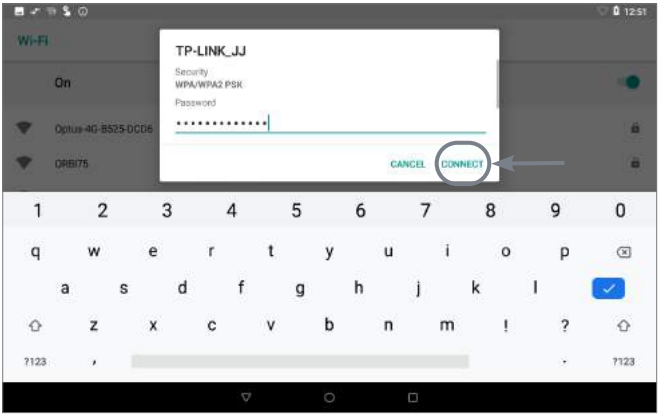 12:51
Wi-Fi
TP-LINK_JJ
Security
WPA/WPA2 PSK
On
Password
•••••••••••••
Optus-4G-B525-DCD6
ORBI75
CANCEL CONNECT
1 2 3 4 5 6 7 8 9 0
q w e r t y u i o p
a s d f g h j k l
z x c v b n m ! ?
?123 , . ?123